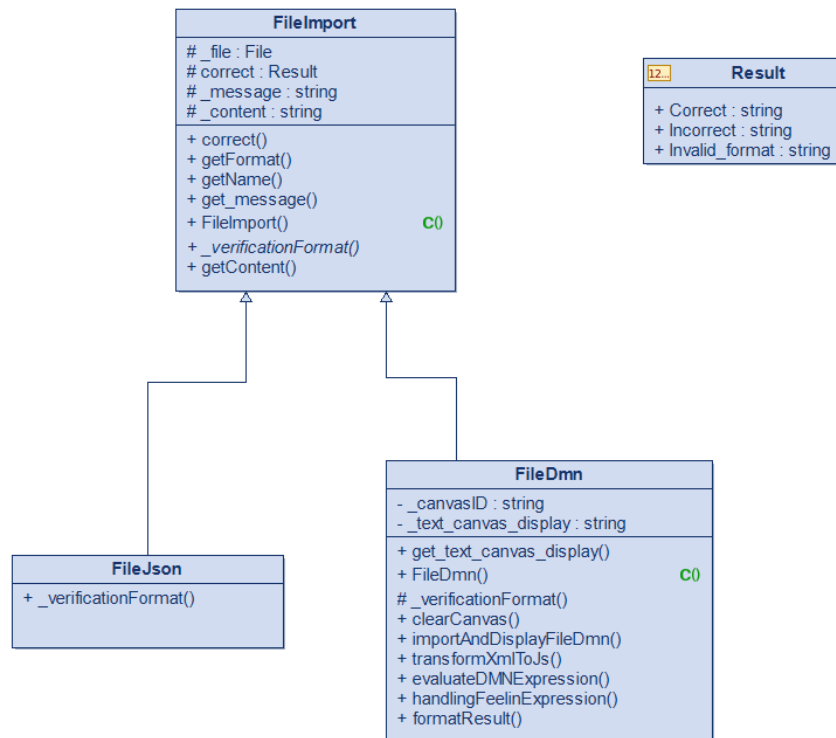 FileImport
# _file : File
# correct : Result
# _message : string
# _content : string
+ correct()
+ getFormat()
+ getName()
+ get_message()
+ FileImport() C()
+ _verificationFormat()
+ getContent()
12... Result
+ Correct : string
+ Incorrect : string
+ Invalid_format : string
FileJson
+ _verificationFormat()
FileDmn
- _canvasID : string
- _text_canvas_display : string
+ get_text_canvas_display()
+ FileDmn() C()
# _verificationFormat()
+ clearCanvas()
+ importAndDisplayFileDmn()
+ transformXmlToJs()
+ evaluateDMNExpression()
+ handlingFeelinExpression()
+ formatResult()